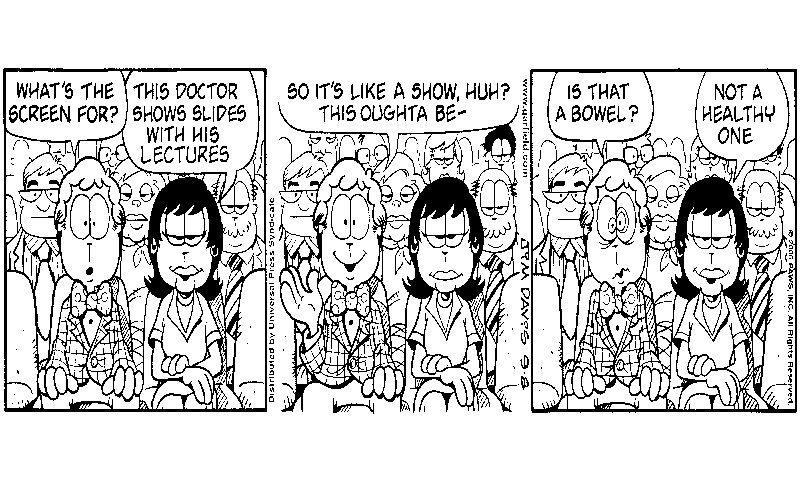 WHAT'S THE
SCREEN FOR?
THIS DOCTOR
SHOWS SLIDES
WITH HIS
LECTURES
Distributed by Universal Press Syndicate
SO IT'S LIKE A SHOW, HUH?
THIS OUGHTA BE-
www.garfield.com
JIM DAVIS 9-8
IS THAT
A BOWEL?
NOT A
HEALTHY
ONE
PAWS, INC. All Rights Reserved.